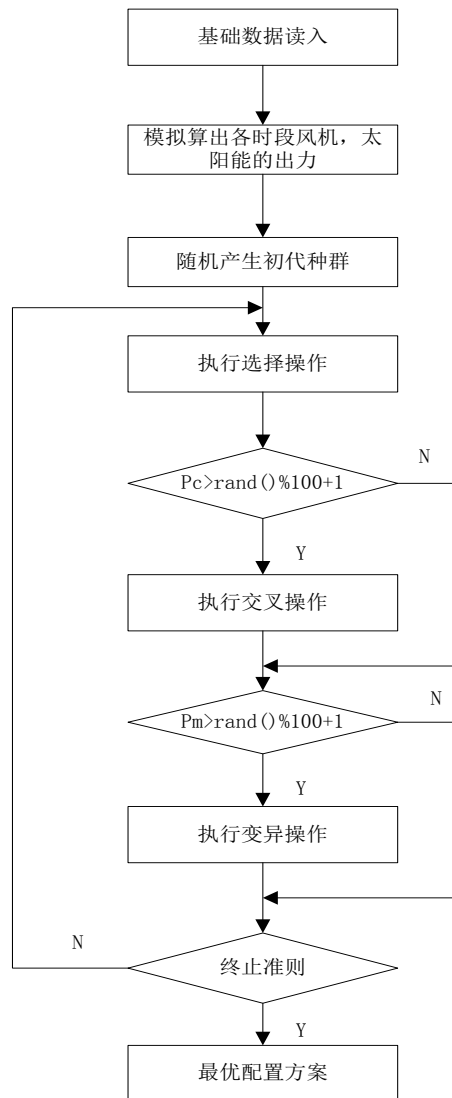 基础数据读入
模拟算出各时段风机，太
阳能的出力
随机产生初代种群
执行选择操作
N
Pc>rand()%100+1
Y
执行交叉操作
N
Pm>rand()%100+1
Y
执行变异操作
N
终止准则
Y
最优配置方案